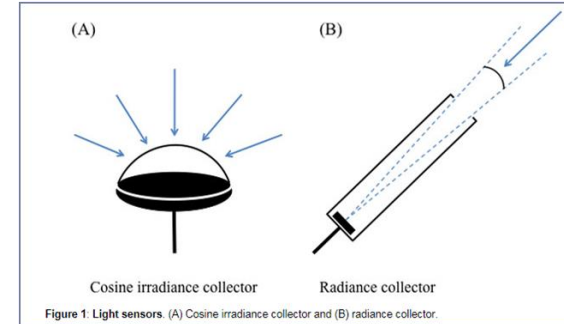 (A)
(B)
Cosine irradiance collector
Radiance collector
Figure 1: Light sensors. (A) Cosine irradiance collector and (B) radiance collector.